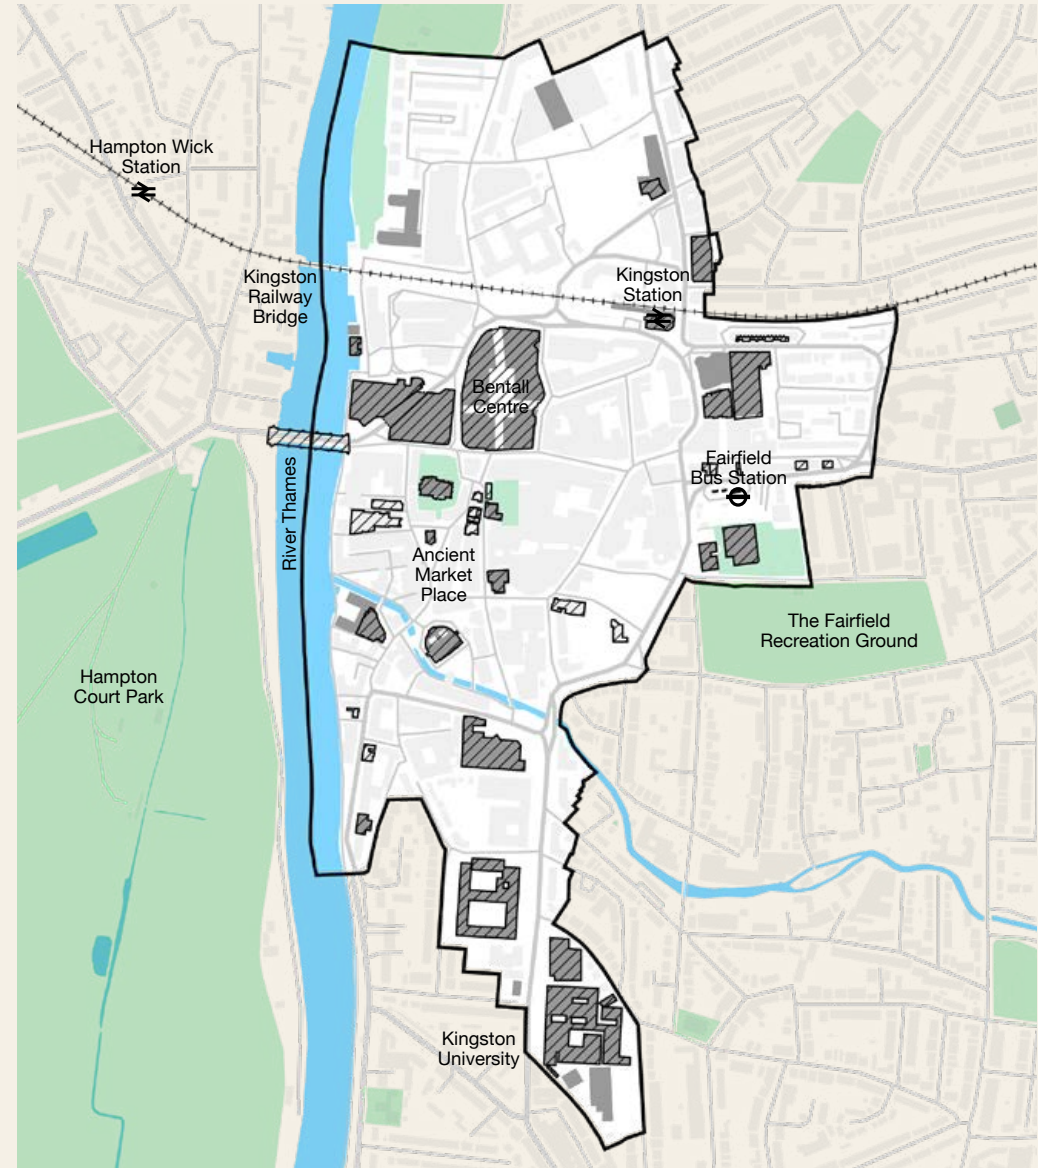 Hampton Wick
Station
Kingston
Railway
Bridge
Kingston
Station
Bentall
Centre
Fairfield
Bus Station
River Thames
Ancient
Market
Place
The Fairfield
Recreation Ground
Hampton
Court Park
Kingston
University